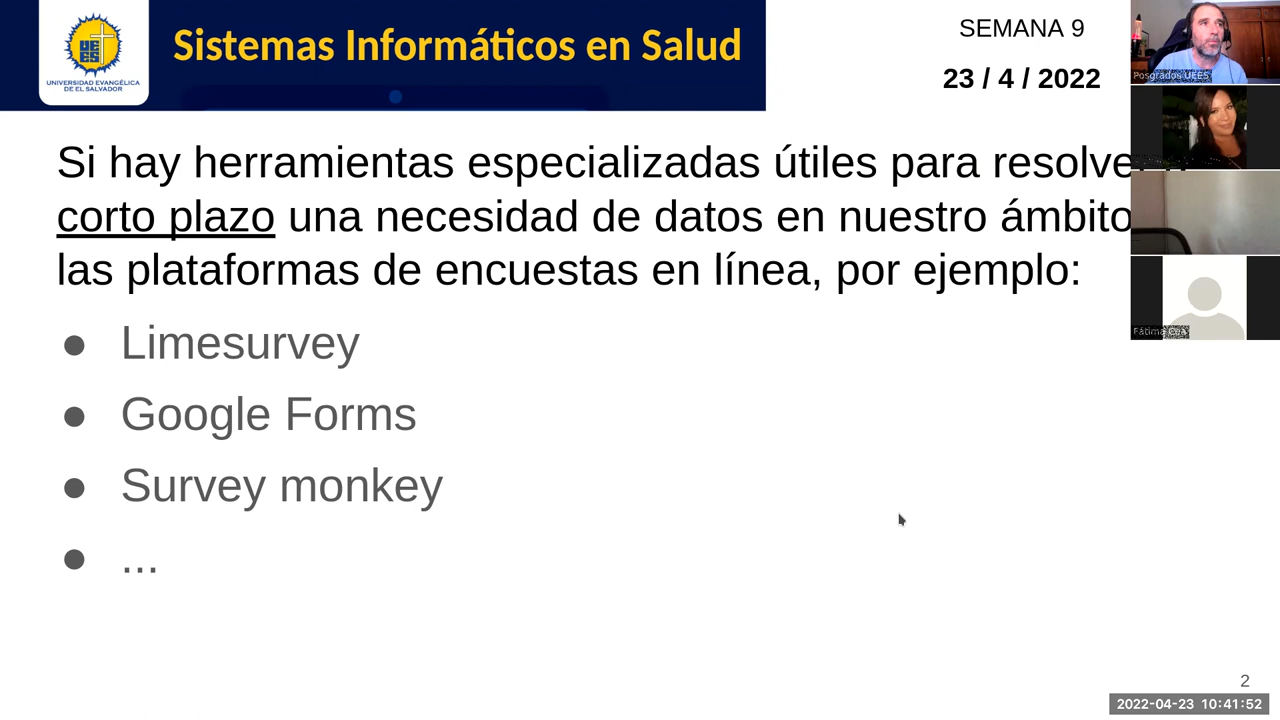 Sistemas Informáticos en Salud
UNIVERSIDAD EVANGÉLICA
DE EL SALVADOR
SEMANA 9
23 / 4 / 2022
Posgrados UEES
Si hay herramientas especializadas útiles para
corto plazo una necesidad de datos en nuestro ámbito
las plataformas de encuestas en línea, por ejemplo:
● Limesurvey
● Google Forms
● Survey monkey
● ...
Fátima
2
2022-04-23 10:41:52